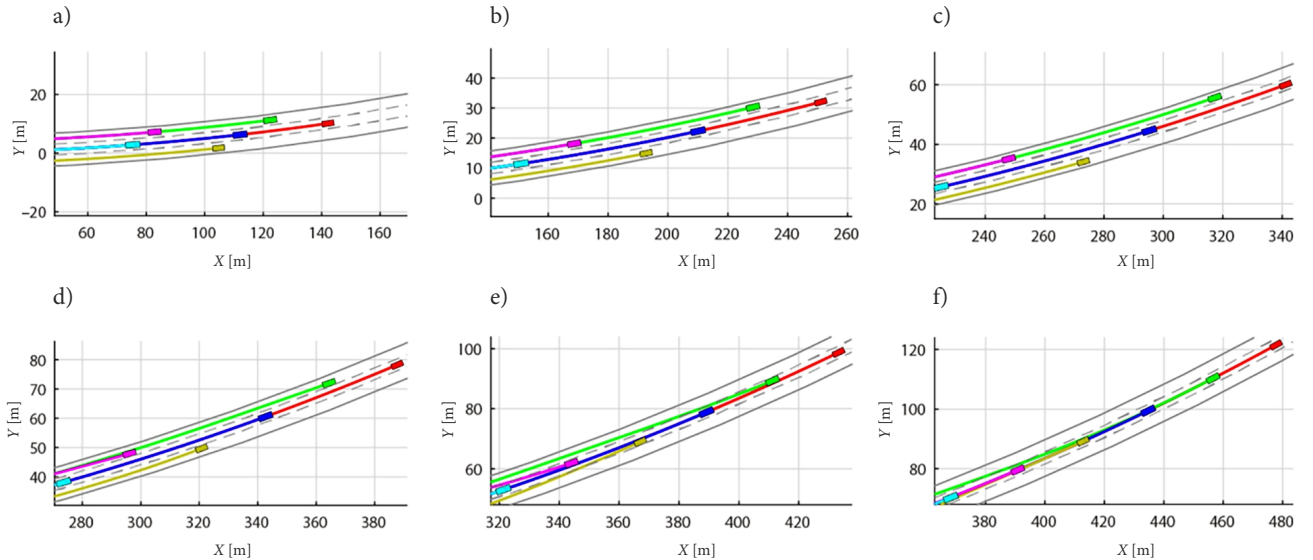 a) b) c)
20 0 −20
Y [m]
60 80 100 120 140 160
X [m]
40 30 20 10 0
Y [m]
160 180 200 220 240 260
X [m]
60 40 20
Y [m]
240 260 280 300 320 340
X [m]
d) e) f)
80 70 60 50 40
Y [m]
280 300 320 340 360 380
X [m]
100 80 60
Y [m]
320 340 360 380 400 420
X [m]
120 100 80
Y [m]
380 400 420 440 460 480
X [m]